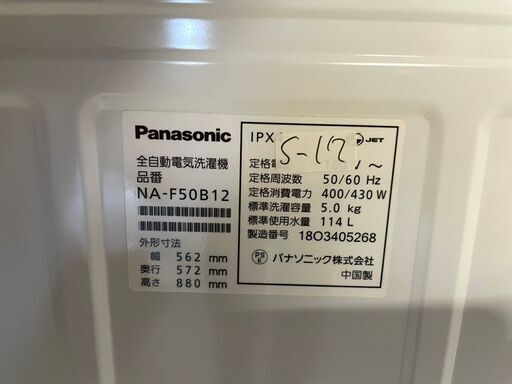 Panasonic
全自動電気洗濯機
品番
NA-F50B12
外形寸法
幅 562 mm
奥行 572 mm
高さ 880 mm
IPX
JET
S-117
定格 V～
定格周波数 50/60 Hz
定格消費電力 400/430 W
標準洗濯容量 5.0 kg
標準使用水量 114 L
製造番号 18O3405268
PS
E
パナソニック株式会社
中国製